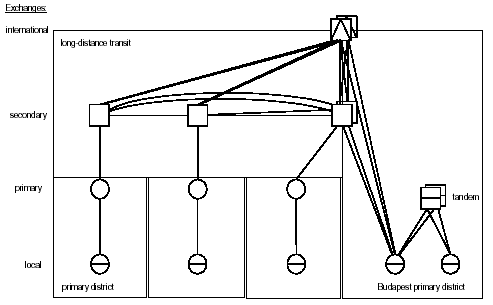 Exchanges:
international
long-distance transit
secondary
primary
tandem
local
primary district
Budapest primary district